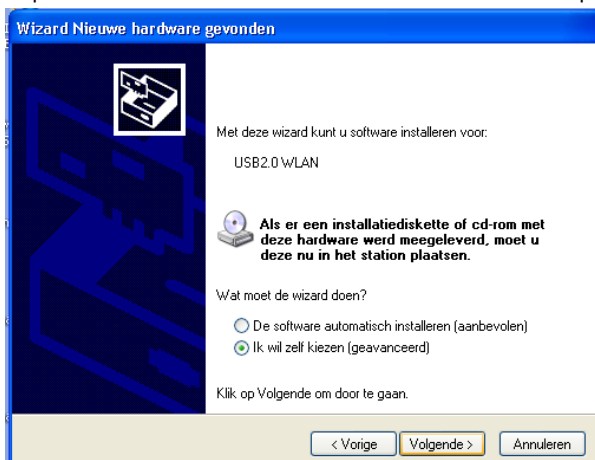 Wizard Nieuwe hardware gevonden
Met deze wizard kunt u software installeren voor:
USB2.0 WLAN
Als er een installatiediskette of cd-rom met
deze hardware werd meegeleverd, moet u
deze nu in het station plaatsen.
Wat moet de wizard doen?
De software automatisch installeren (aanbevolen)
Ik wil zelf kiezen (geavanceerd)
Klik op Volgende om door te gaan.
< Vorige Volgende > Annuleren